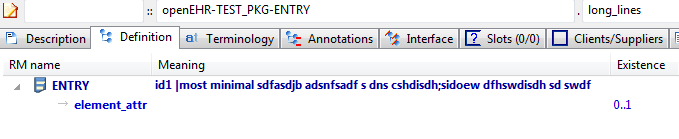 :: openEHR-TEST_PKG-ENTRY . long_lines
Description Definition Terminology Annotations Interface Slots (0/0) Clients/Suppliers
RM name Meaning Existence
ENTRY id1 |most minimal sdfasdjb adsnfsadf s dns cshdisdh;sidoew dfhswdisdh sd swdf
element_attr 0..1